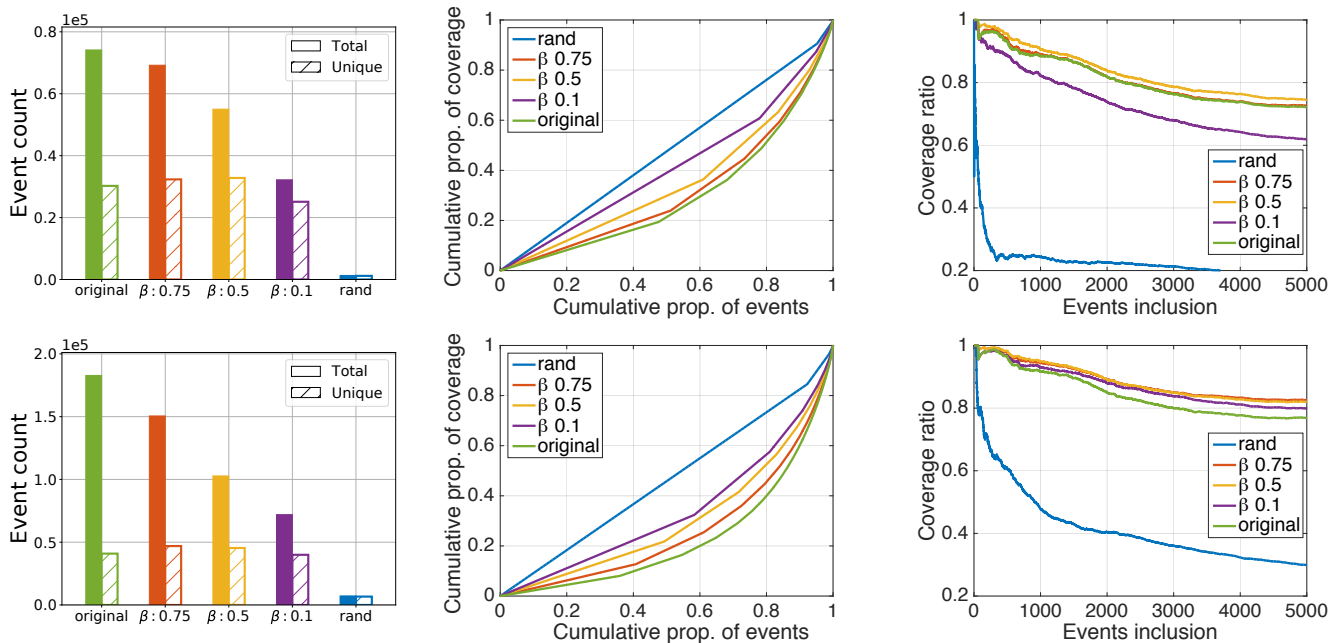 1e5
0.8
0.6
0.4
0.2
0.0
Event count
Total
Unique
original
β : 0.75
β : 0.5
β : 0.1
rand
1
0.8
0.6
0.4
0.2
0
Cumulative prop. of coverage
rand
β 0.75
β 0.5
β 0.1
original
0 0.2 0.4 0.6 0.8 1
Cumulative prop. of events
1
0.8
0.6
0.4
0.2
Coverage ratio
rand
β 0.75
β 0.5
β 0.1
original
0 1000 2000 3000 4000 5000
Events inclusion
1e5
2.0
1.5
1.0
0.5
0.0
Event count
Total
Unique
original
β : 0.75
β : 0.5
β : 0.1
rand
1
0.8
0.6
0.4
0.2
0
Cumulative prop. of coverage
rand
β 0.75
β 0.5
β 0.1
original
0 0.2 0.4 0.6 0.8 1
Cumulative prop. of events
1
0.8
0.6
0.4
0.2
Coverage ratio
rand
β 0.75
β 0.5
β 0.1
original
0 1000 2000 3000 4000 5000
Events inclusion